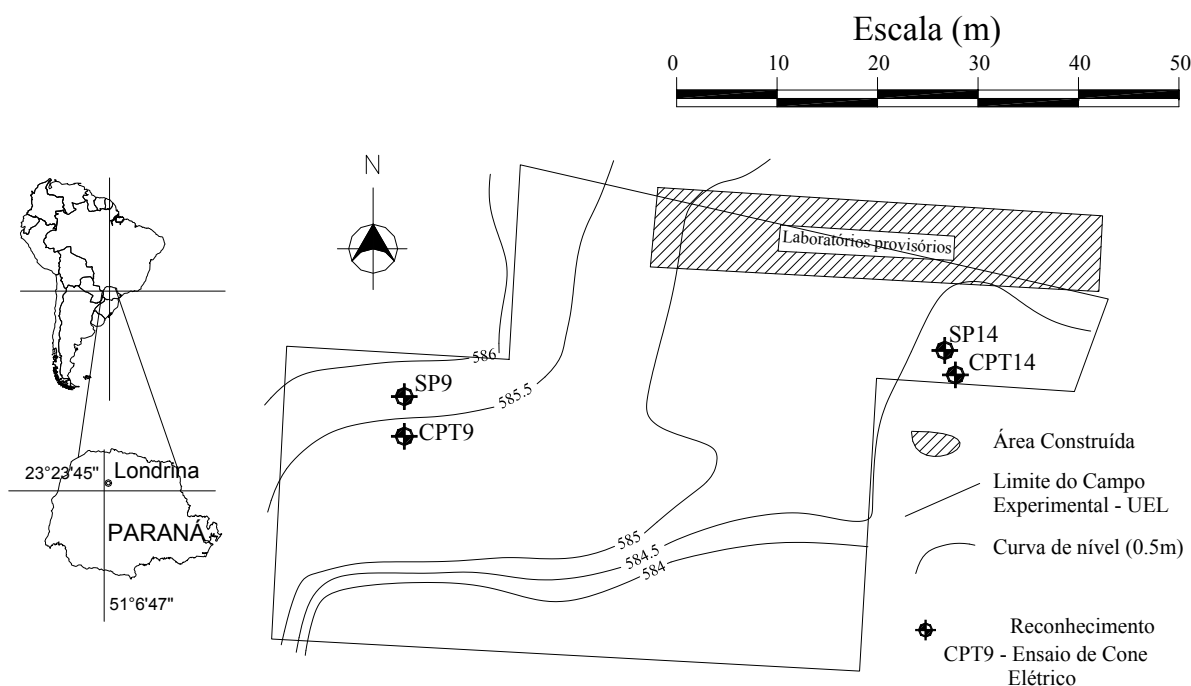 Escala (m)
0 10 20 30 40 50
N
Laboratórios provisórios
586
SP9
585.5
CPT9
SP14
CPT14
585
584.5
584
23°23'45" Londrina
PARANÁ
51°6'47"
Área Construída
Limite do Campo
Experimental - UEL
Curva de nível (0.5m)
Reconhecimento
CPT9 - Ensaio de Cone
Elétrico